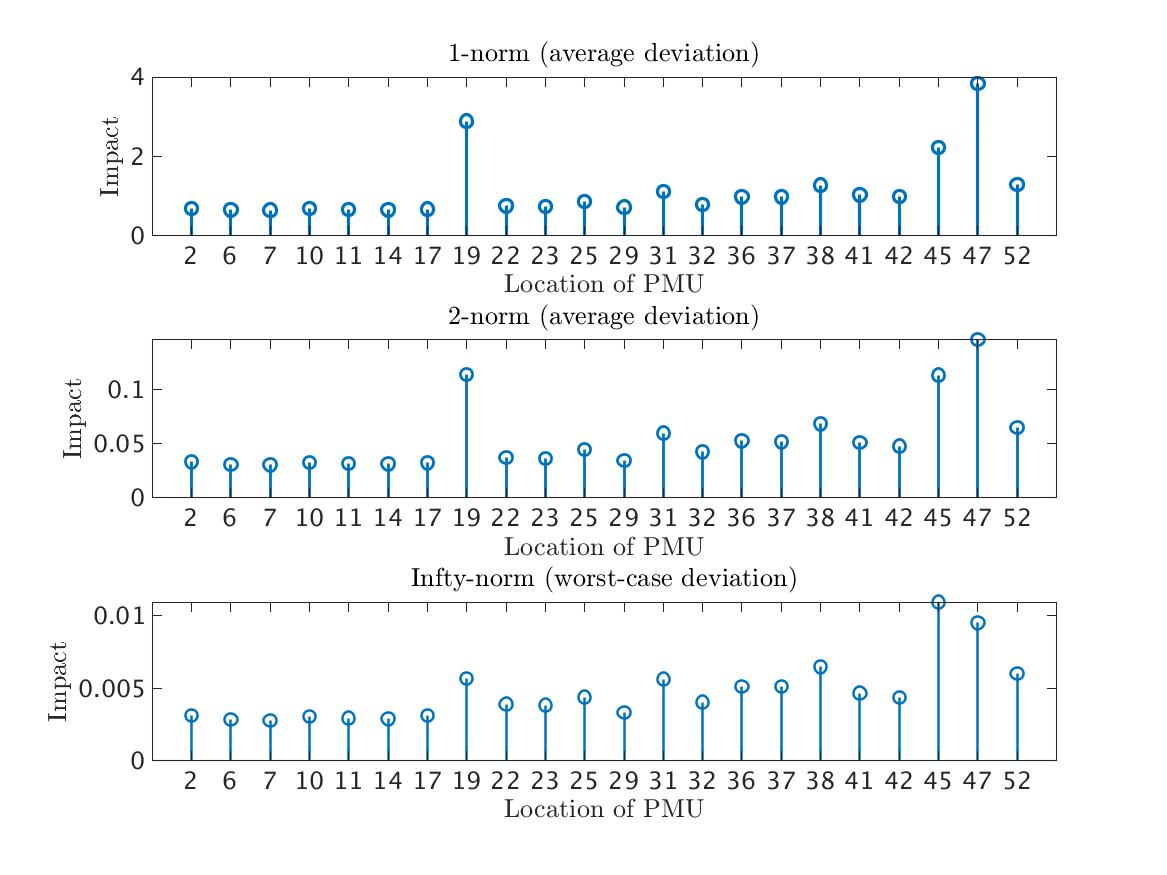 1-norm (average deviation)
4
2
0
Impact
2 6 7 10 11 14 17 19 22 23 25 29 31 32 36 37 38 41 42 45 47 52
Location of PMU
2-norm (average deviation)
0.1
0.05
0
Impact
2 6 7 10 11 14 17 19 22 23 25 29 31 32 36 37 38 41 42 45 47 52
Location of PMU
Infty-norm (worst-case deviation)
0.01
0.005
0
Impact
2 6 7 10 11 14 17 19 22 23 25 29 31 32 36 37 38 41 42 45 47 52
Location of PMU